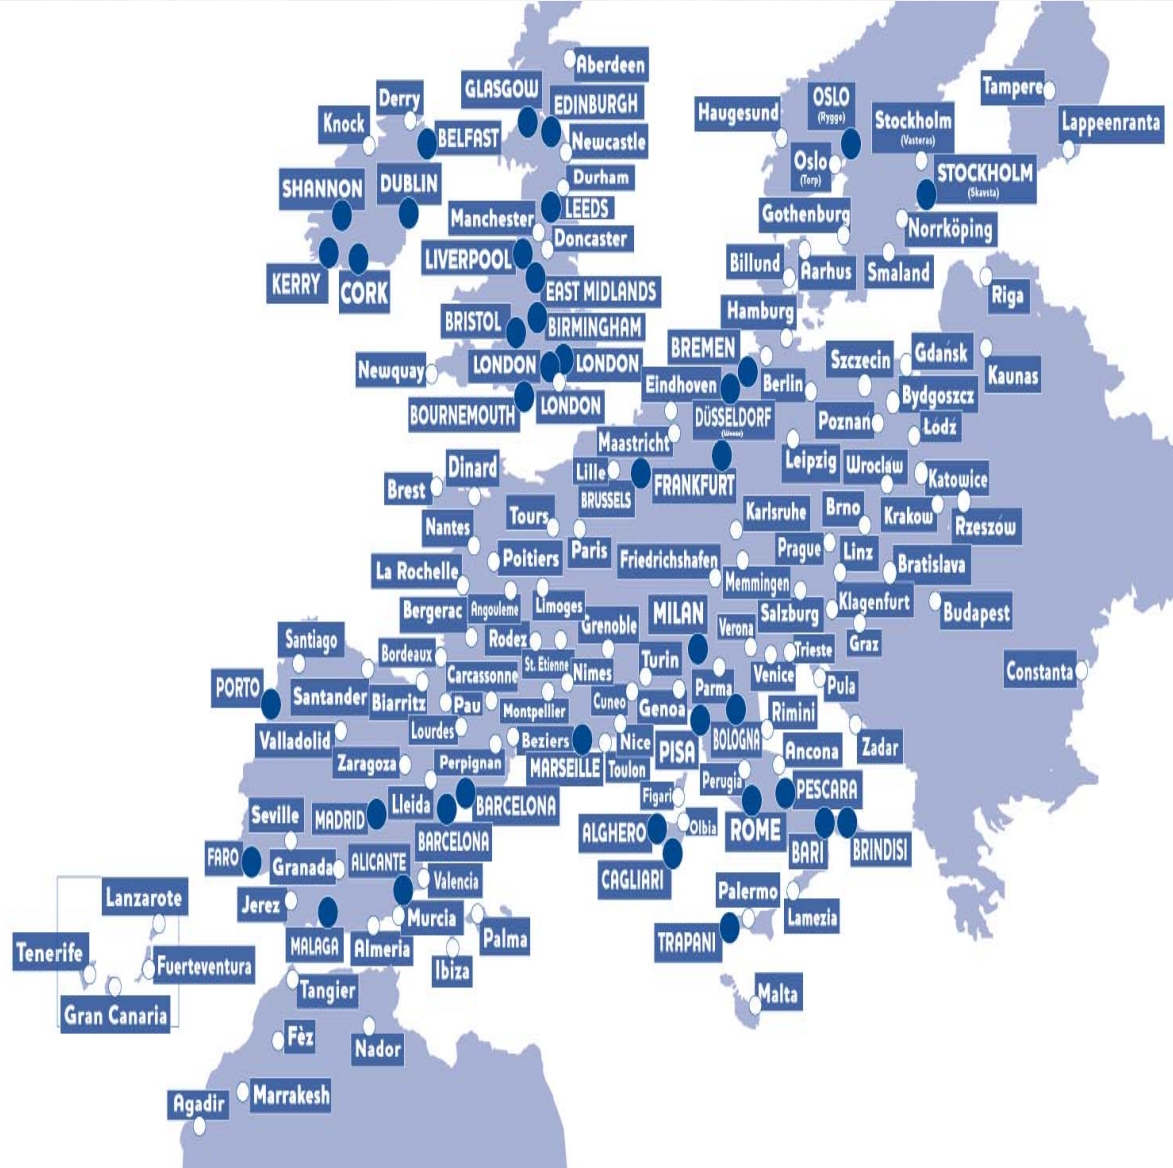 Aberdeen
GLASGOW
EDINBURGH
Derry
Knock
BELFAST
Newcastle
Durham
SHANNON
DUBLIN
LEEDS
Manchester
Doncaster
LIVERPOOL
KERRY
CORK
EAST MIDLANDS
BRISTOL
BIRMINGHAM
LONDON
LONDON
Newquay
LONDON
BOURNEMOUTH
Haugesund
OSLO
(Rygge)
Oslo
(Torp)
Stockholm
(Vasteras)
STOCKHOLM
(Skavsta)
Tampere
Lappeenranta
Gothenburg
Norrköping
Billund
Aarhus
Smaland
Riga
Hamburg
BREMEN
Eindhoven
Berlin
Szczecin
Gdańsk
Kaunas
Bydgoszcz
DÜSSELDORF
(Weeze)
Poznań
Łódź
Maastricht
Leipzig
Wrocław
Katowice
Lille
BRUSSELS
FRANKFURT
Dinard
Brest
Nantes
Tours
Paris
Karlsruhe
Brno
Krakow
Rzeszów
Prague
Linz
Bratislava
Poitiers
Friedrichshafen
Memmingen
La Rochelle
Salzburg
Klagenfurt
Budapest
Bergerac
Angouleme
Limoges
Grenoble
MILAN
Verona
Graz
Trieste
Santiago
Bordeaux
Rodez
St. Etienne
Nimes
Turin
Venice
Pula
Constanta
PORTO
Santander
Biarritz
Carcassonne
Pau
Montpellier
Cuneo
Genoa
Parma
Rimini
Valladolid
Lourdes
Beziers
Nice
PISA
BOLOGNA
Ancona
Zadar
Zaragoza
Perpignan
MARSEILLE
Toulon
Perugia
PESCARA
Seville
MADRID
Lleida
BARCELONA
BARCELONA
Figari
Olbia
ALGHERO
ROME
BARI
BRINDISI
FARO
Granada
ALICANTE
Valencia
CAGLIARI
Jerez
MALAGA
Almeria
Murcia
Palma
Ibiza
Palermo
Lamezia
TRAPANI
Malta
Lanzarote
Tenerife
Fuerteventura
Gran Canaria
Tangier
Fèz
Nador
Marrakesh
Agadir